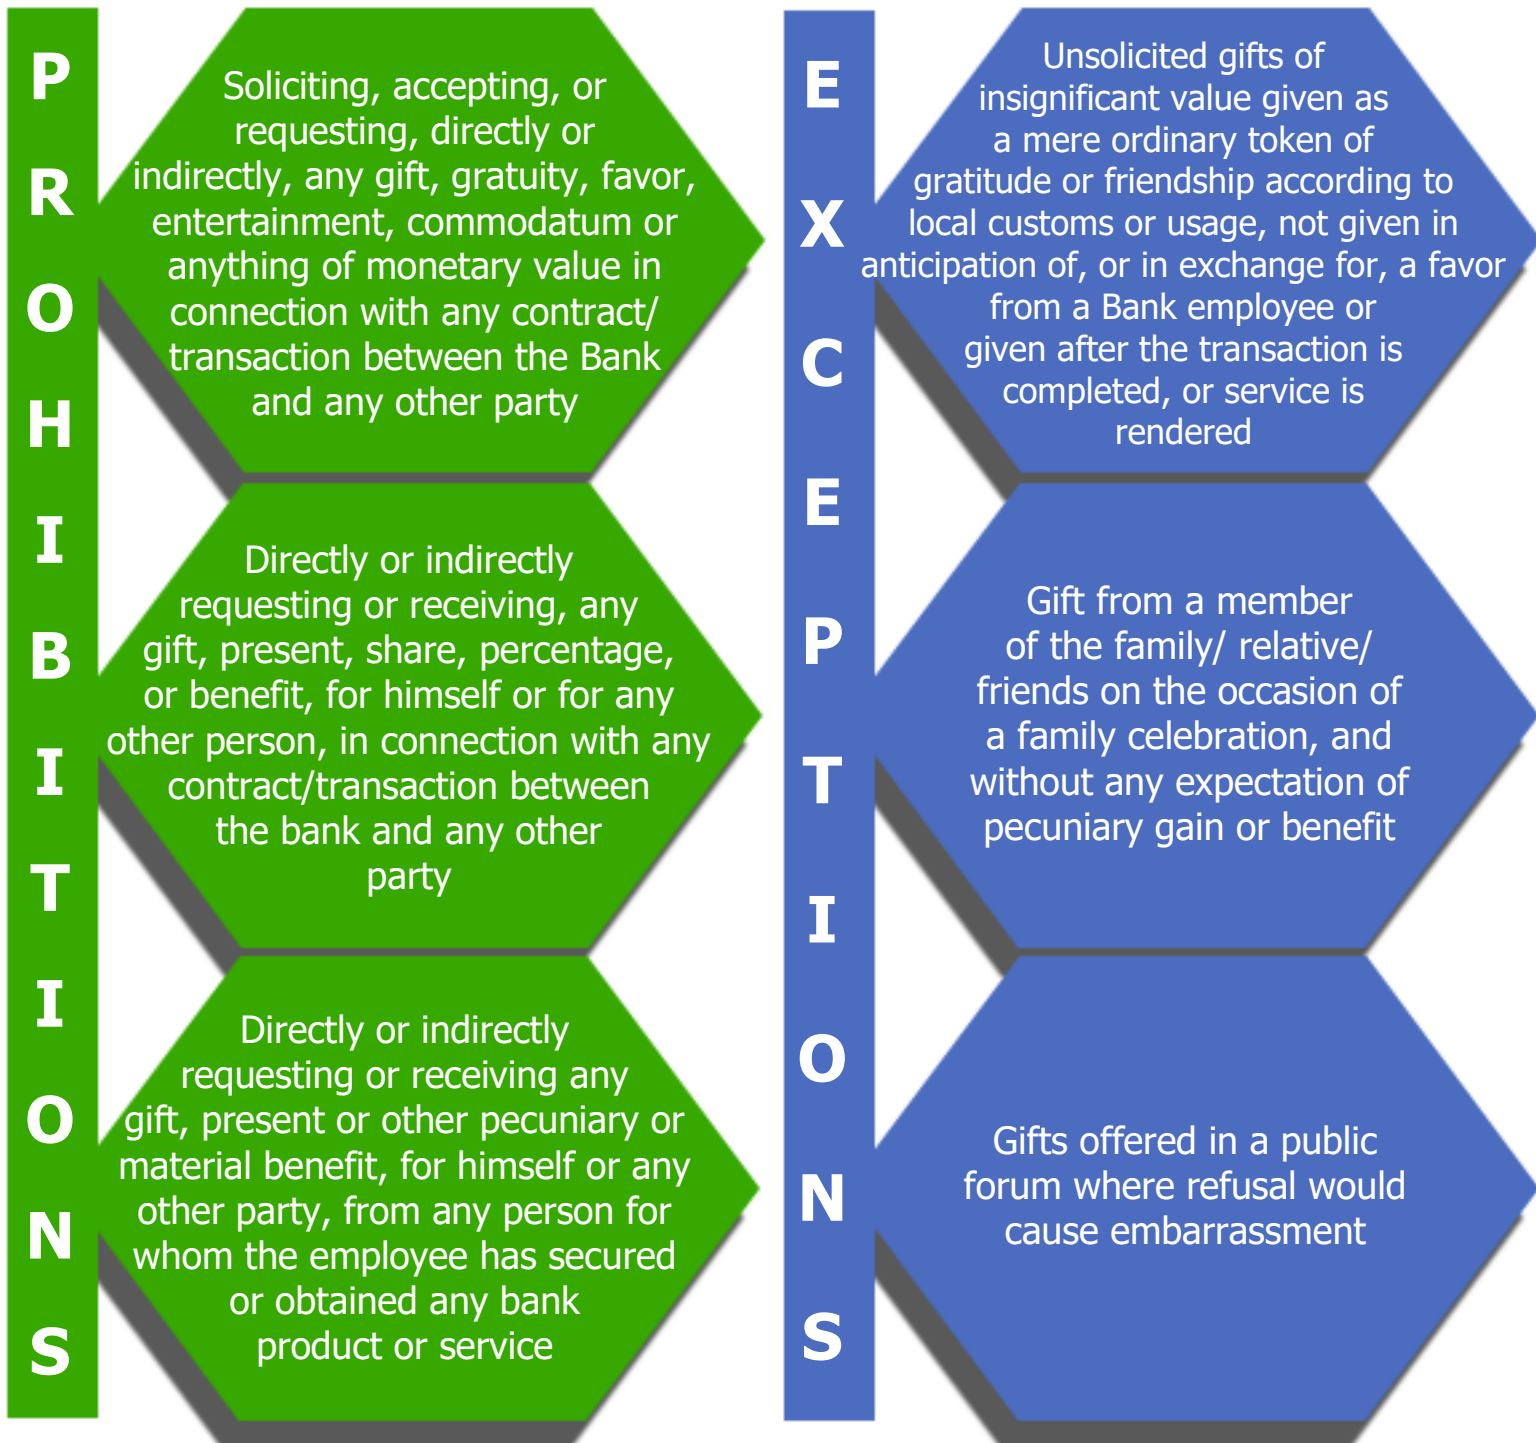 PROHIBITIONS
Soliciting, accepting, or
requesting, directly or
indirectly, any gift, gratuity, favor,
entertainment, commodatum or
anything of monetary value in
connection with any contract/
transaction between the Bank
and any other party
Directly or indirectly
requesting or receiving, any
gift, present, share, percentage,
or benefit, for himself or for any
other person, in connection with any
contract/transaction between
the bank and any other
party
Directly or indirectly
requesting or receiving any
gift, present or other pecuniary or
material benefit, for himself or any
other party, from any person for
whom the employee has secured
or obtained any bank
product or service
EXCEPTIONS
Unsolicited gifts of
insignificant value given as
a mere ordinary token of
gratitude or friendship according to
local customs or usage, not given in
anticipation of, or in exchange for, a favor
from a Bank employee or
given after the transaction is
completed, or service is
rendered
Gift from a member
of the family/ relative/
friends on the occasion of
a family celebration, and
without any expectation of
pecuniary gain or benefit
Gifts offered in a public
forum where refusal would
cause embarrassment